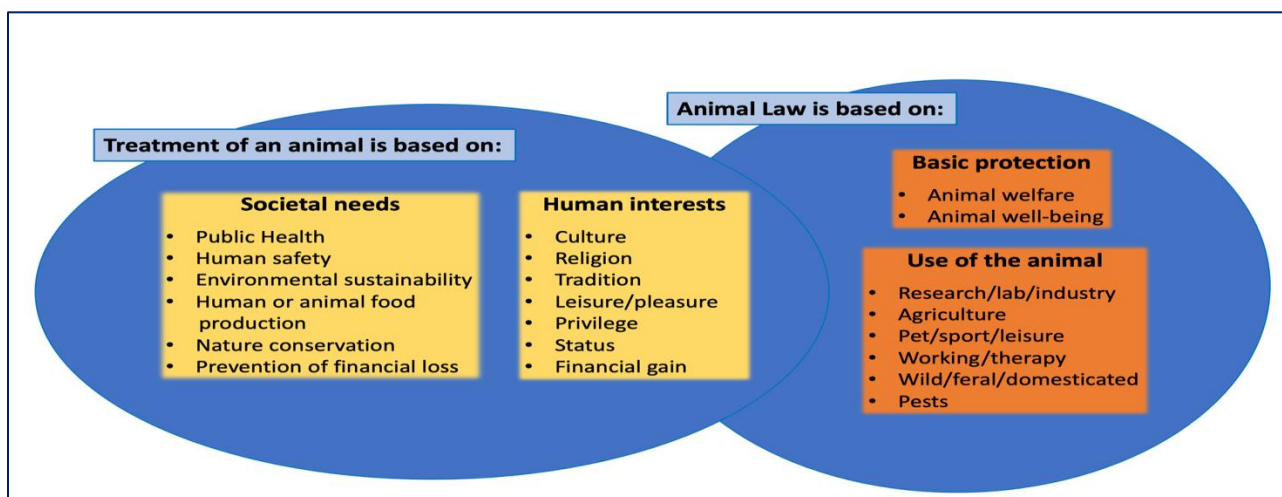 Animal Law is based on:
Treatment of an animal is based on:
Societal needs
• Public Health
• Human safety
• Environmental sustainability
• Human or animal food
production
• Nature conservation
• Prevention of financial loss
Human interests
• Culture
• Religion
• Tradition
• Leisure/pleasure
• Privilege
• Status
• Financial gain
Basic protection
• Animal welfare
• Animal well-being
Use of the animal
• Research/lab/industry
• Agriculture
• Pet/sport/leisure
• Working/therapy
• Wild/feral/domesticated
• Pests